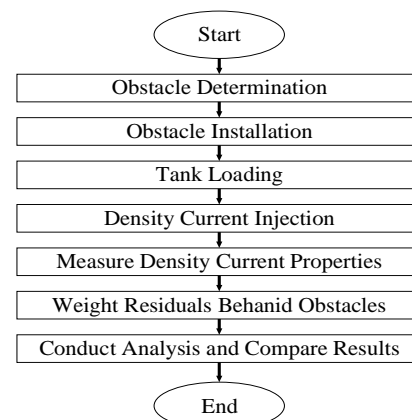 Start
Obstacle Determination
Obstacle Installation
Tank Loading
Density Current Injection
Measure Density Current Properties
Weight Residuals Behanid Obstacles
Conduct Analysis and Compare Results
End